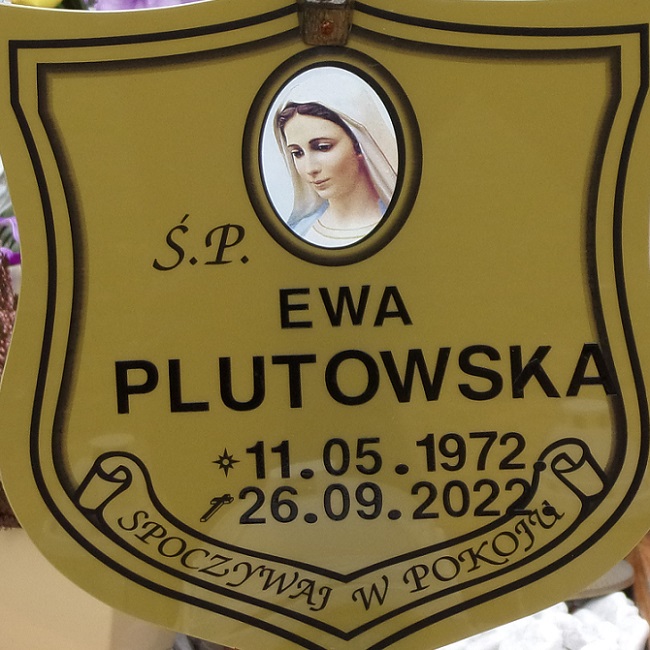 Ś.P.
EWA
PLUTOWSKA
11.05.1972.
26.09.2022
SPOCZYWAJ W POKOJU